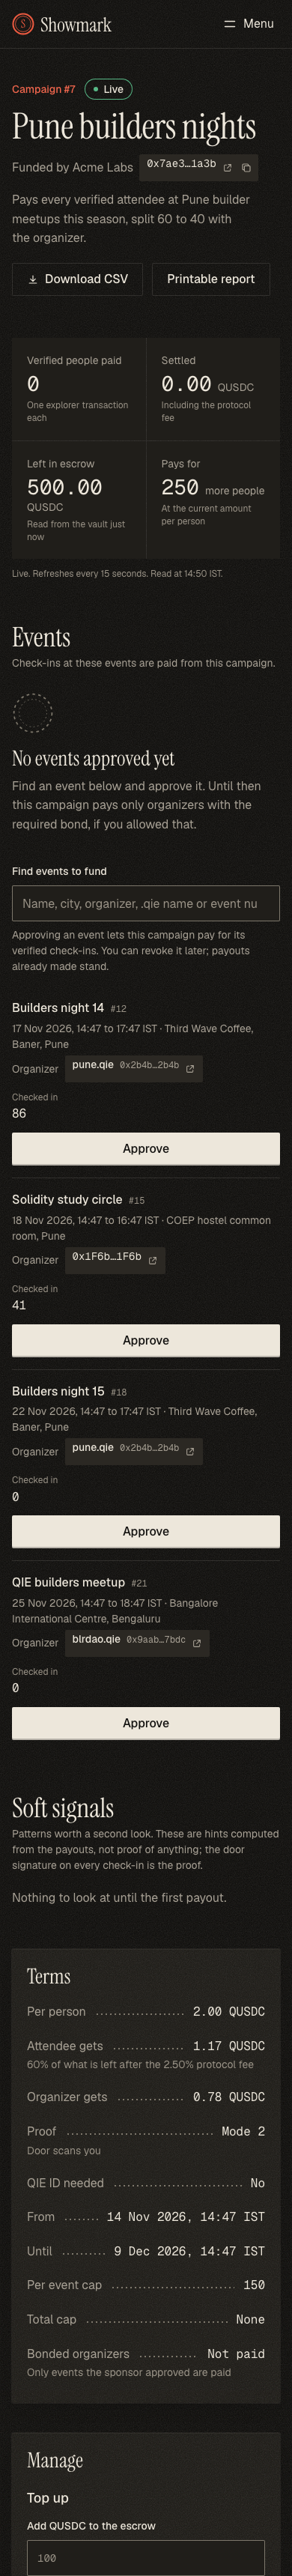 S Showmark
Menu
Campaign #7
Live
Pune builders nights
Funded by Acme Labs 0x7ae3…1a3b
Pays every verified attendee at Pune builder
meetups this season, split 60 to 40 with
the organizer.
Download CSV
Printable report
Verified people paid
0
One explorer transaction
each
Settled
0.00 QUSDC
Including the protocol
fee
Left in escrow
500.00
QUSDC
Read from the vault just
now
Pays for
250 more people
At the current amount
per person
Live. Refreshes every 15 seconds. Read at 14:50 IST.
Events
Check-ins at these events are paid from this campaign.
No events approved yet
Find an event below and approve it. Until then
this campaign pays only organizers with the
required bond, if you allowed that.
Find events to fund
Name, city, organizer, .qie name or event nu
Approving an event lets this campaign pay for its
verified check-ins. You can revoke it later; payouts
already made stand.
Builders night 14 #12
17 Nov 2026, 14:47 to 17:47 IST · Third Wave Coffee,
Baner, Pune
Organizer pune.qie 0x2b4b…2b4b
Checked in
86
Approve
Solidity study circle #15
18 Nov 2026, 14:47 to 16:47 IST · COEP hostel common
room, Pune
Organizer 0x1F6b…1F6b
Checked in
41
Approve
Builders night 15 #18
22 Nov 2026, 14:47 to 17:47 IST · Third Wave Coffee,
Baner, Pune
Organizer pune.qie 0x2b4b…2b4b
Checked in
0
Approve
QIE builders meetup #21
25 Nov 2026, 14:47 to 18:47 IST · Bangalore
International Centre, Bengaluru
Organizer blrdao.qie 0x9aab…7bdc
Checked in
0
Approve
Soft signals
Patterns worth a second look. These are hints computed
from the payouts, not proof of anything; the door
signature on every check-in is the proof.
Nothing to look at until the first payout.
Terms
Per person 2.00 QUSDC
Attendee gets 1.17 QUSDC
60% of what is left after the 2.50% protocol fee
Organizer gets 0.78 QUSDC
Proof Mode 2
Door scans you
QIE ID needed No
From 14 Nov 2026, 14:47 IST
Until 9 Dec 2026, 14:47 IST
Per event cap 150
Total cap None
Bonded organizers Not paid
Only events the sponsor approved are paid
Manage
Top up
Add QUSDC to the escrow
100